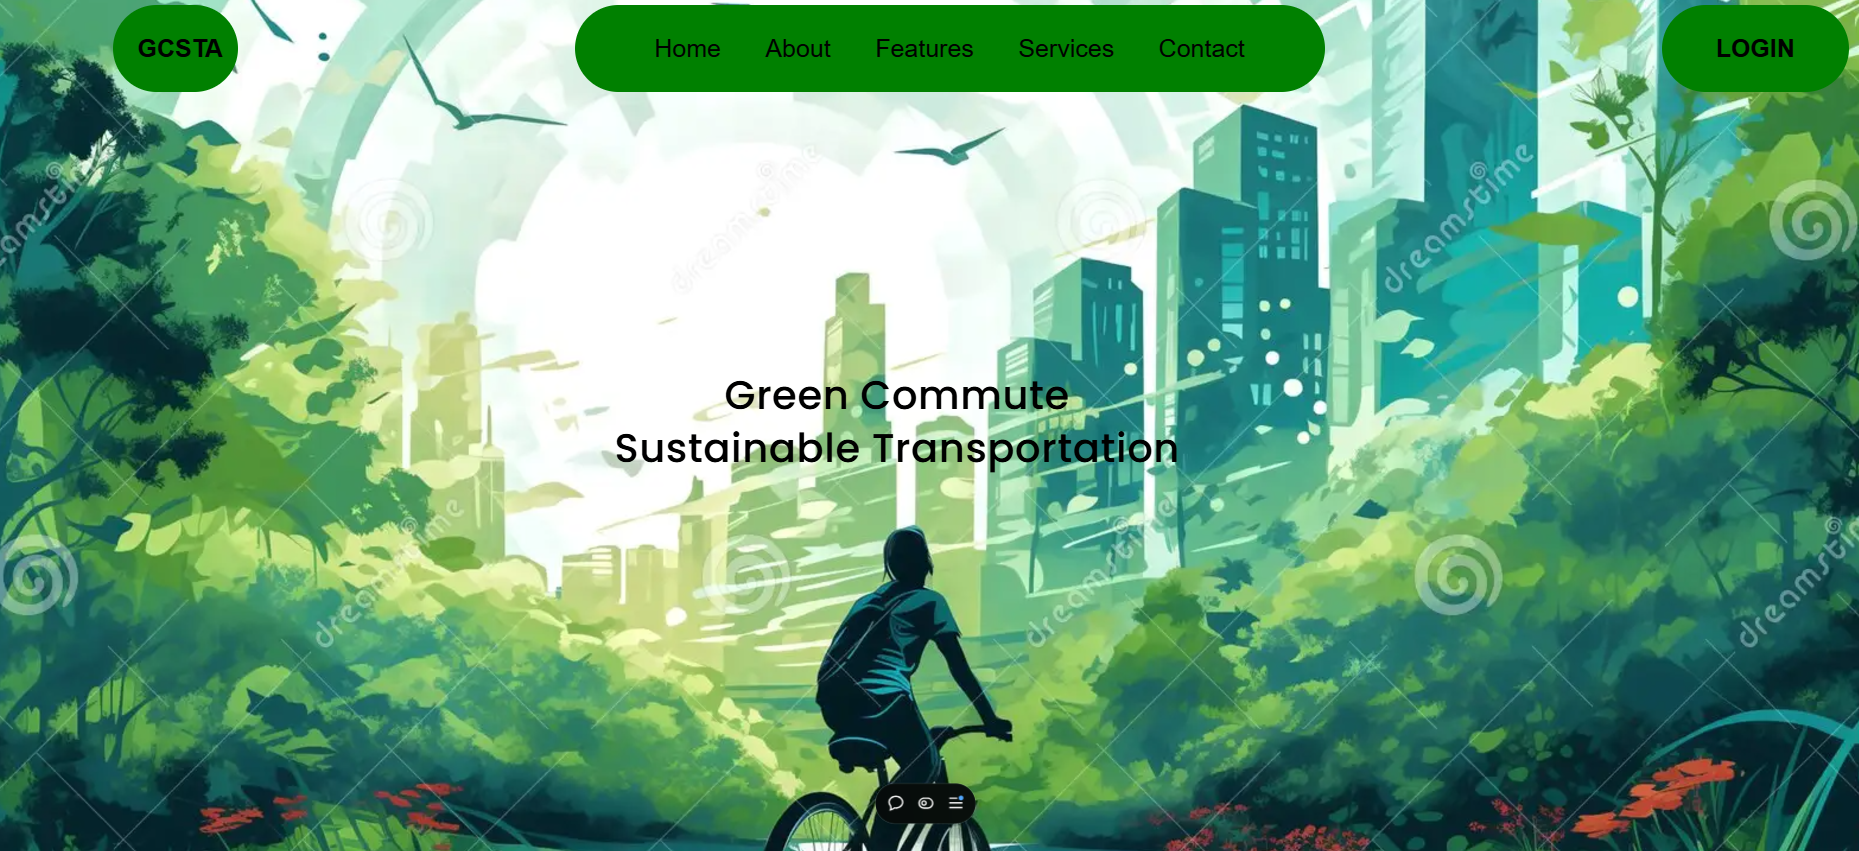 GCSTA
Home About Features Services Contact
LOGIN
dreamstime
dreamstime
dreamstime
Green Commute
Sustainable Transportation
dreamstime
dreamstime
dreamstime